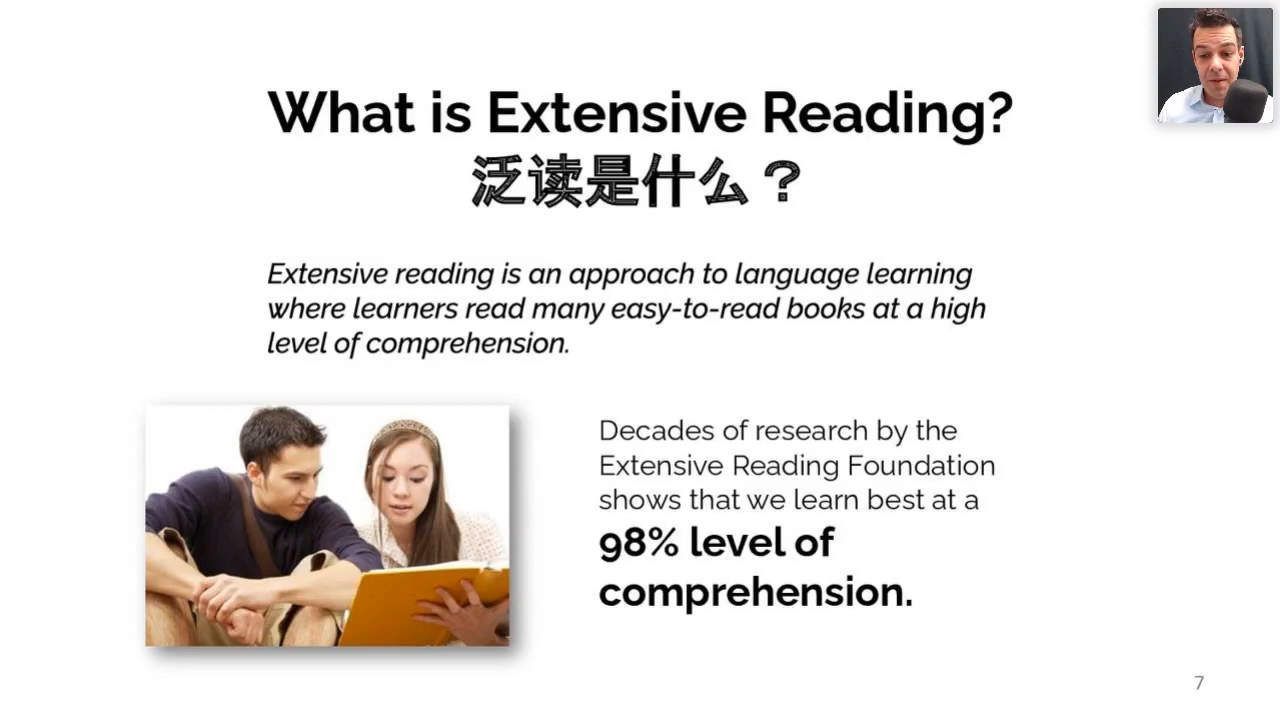 What is Extensive Reading?
泛读是什么？
Extensive reading is an approach to language learning
where learners read many easy-to-read books at a high
level of comprehension.
Decades of research by the
Extensive Reading Foundation
shows that we learn best at a
98% level of
comprehension.
7